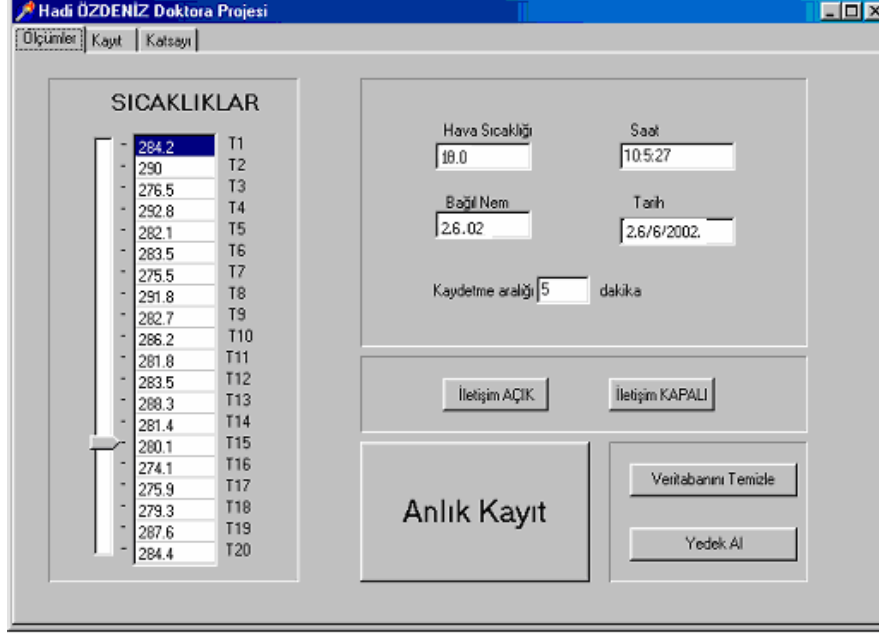 Hadi ÖZDENİZ Doktora Projesi
Ölçümler Kayıt Katsayı
SICAKLIKLAR
284.2 T1
290 T2
276.5 T3
292.8 T4
282.1 T5
283.5 T6
275.5 T7
291.8 T8
282.7 T9
286.2 T10
281.8 T11
283.5 T12
288.3 T13
281.4 T14
280.1 T15
274.1 T16
275.9 T17
279.3 T18
287.6 T19
284.4 T20
Hava Sıcaklığı Saat
18.0 10:5:27
Bağıl Nem Tarih
2.6.02 2.6/6/2002.
Kaydetme aralığı 5 dakika
İletişim AÇIK İletişim KAPALI
Anlık Kayıt
Veritabanını Temizle
Yedek Al